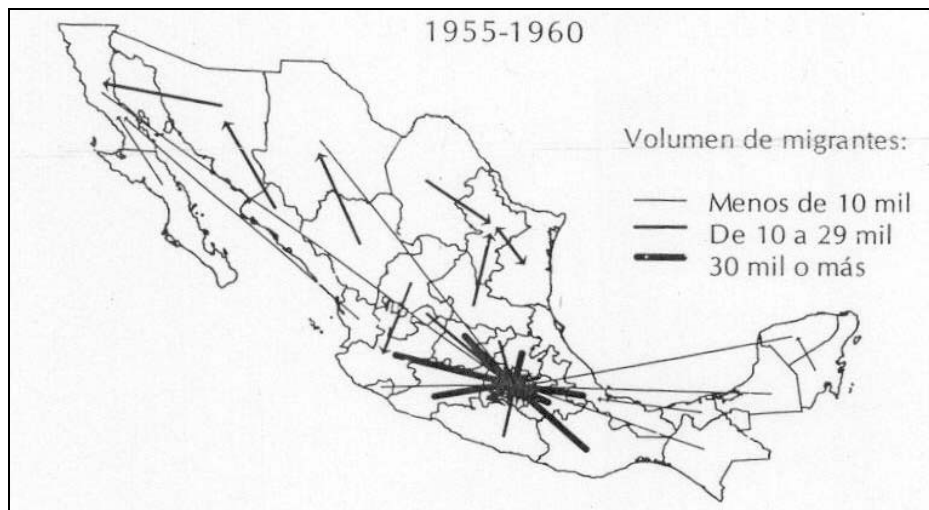 1955-1960
Volumen de migrantes:
Menos de 10 mil
De 10 a 29 mil
30 mil o más